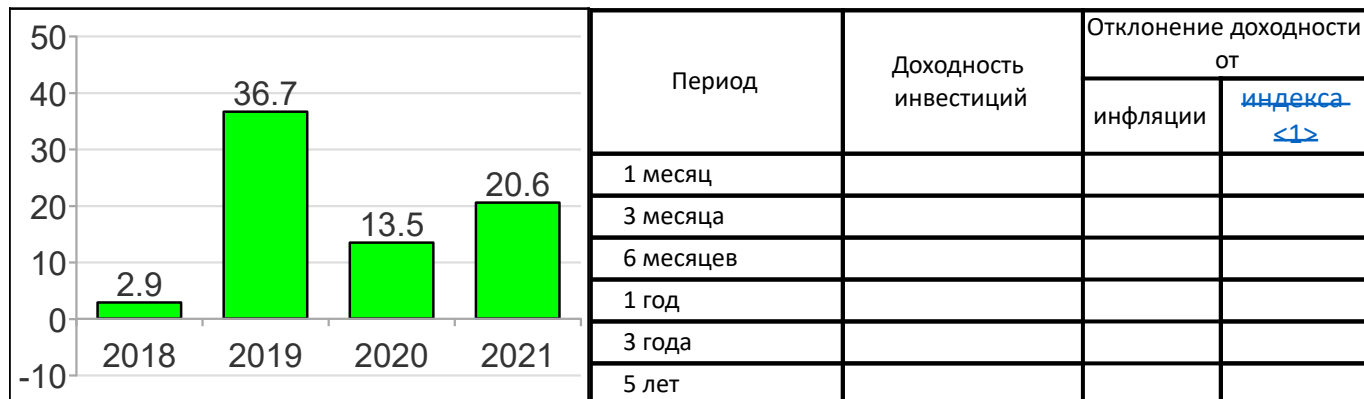 50
40
30
20
10
0
-10
2.9
36.7
13.5
20.6
2018 2019 2020 2021
Период
Доходность
инвестиций
Отклонение доходности
от
инфляции
индекса
<1>
1 месяц
3 месяца
6 месяцев
1 год
3 года
5 лет